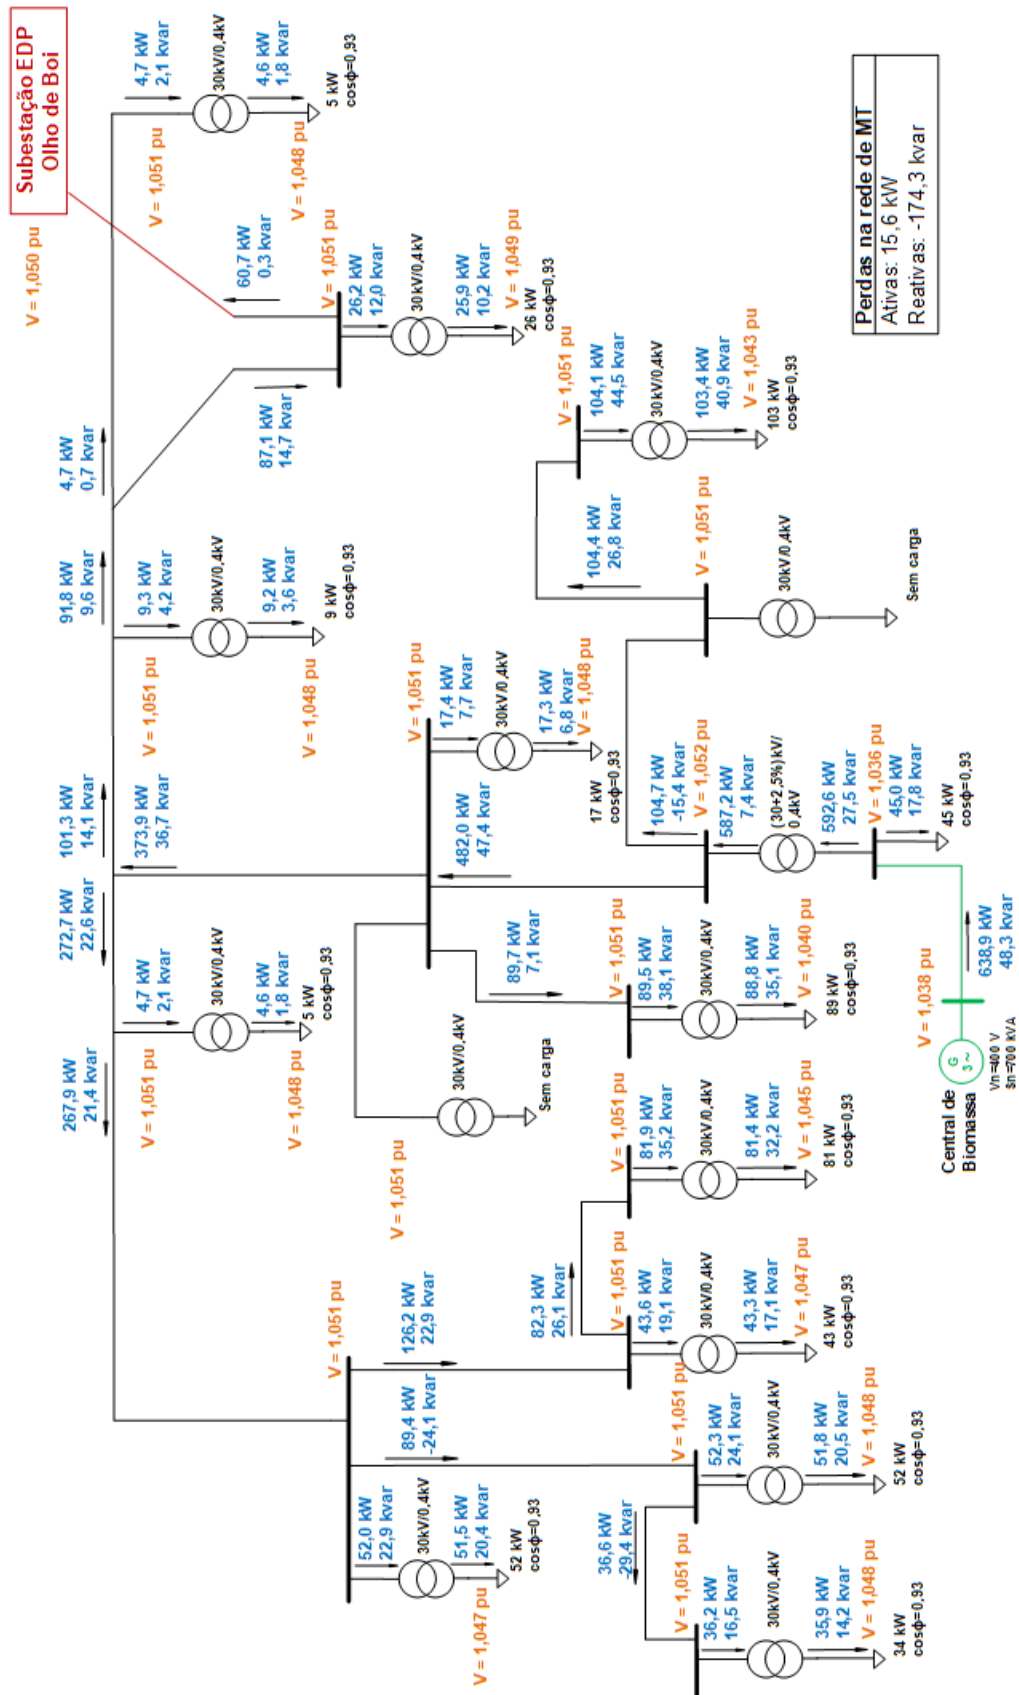 Subestação EDP
Olho de Boi
V = 1,050 pu
4,7 kW
2,1 kvar
30kV/0,4kV
4,6 kW
1,8 kvar
5 kW
cosϕ=0,93
V = 1,051 pu
V = 1,048 pu
60,7 kW
0,3 kvar
V = 1,051 pu
26,2 kW
12,0 kvar
30kV/0,4kV
25,9 kW
10,2 kvar
V = 1,049 pu
26 kW
cosϕ=0,93
87,1 kW
14,7 kvar
4,7 kW
0,7 kvar
91,8 kW
9,6 kvar
9,3 kW
4,2 kvar
30kV/0,4kV
9,2 kW
3,6 kvar
9 kW
cosϕ=0,93
V = 1,051 pu
V = 1,048 pu
V = 1,051 pu
104,1 kW
44,5 kvar
30kV/0,4kV
103,4 kW
40,9 kvar
V = 1,043 pu
103 kW
cosϕ=0,93
104,4 kW
26,8 kvar
V = 1,051 pu
30kV/0,4kV
Sem carga
Perdas na rede de MT
Ativas: 15,6 kW
Reativas: -174,3 kvar
101,3 kW
14,1 kvar
373,9 kW
36,7 kvar
272,7 kW
22,6 kvar
V = 1,051 pu
17,4 kW
7,7 kvar
30kV/0,4kV
17,3 kW
6,8 kvar
V = 1,048 pu
17 kW
cosϕ=0,93
482,0 kW
47,4 kvar
104,7 kW
-15,4 kvar
V = 1,052 pu
587,2 kW
7,4 kvar
(30+2,5%)kV/
0,4kV
592,6 kW
27,5 kvar
V = 1,036 pu
45,0 kW
17,8 kvar
45 kW
cosϕ=0,93
638,9 kW
48,3 kvar
V = 1,038 pu
G
3 ~
Central de
Biomassa
Vn=400 V
Sn=700 kVA
89,7 kW
7,1 kvar
V = 1,051 pu
89,5 kW
38,1 kvar
30kV/0,4kV
88,8 kW
35,1 kvar
V = 1,040 pu
89 kW
cosϕ=0,93
4,7 kW
2,1 kvar
30kV/0,4kV
4,6 kW
1,8 kvar
5 kW
cosϕ=0,93
V = 1,051 pu
V = 1,048 pu
267,9 kW
21,4 kvar
30kV/0,4kV
Sem carga
V = 1,051 pu
V = 1,051 pu
81,9 kW
35,2 kvar
30kV/0,4kV
81,4 kW
32,2 kvar
V = 1,045 pu
81 kW
cosϕ=0,93
82,3 kW
26,1 kvar
V = 1,051 pu
43,6 kW
19,1 kvar
30kV/0,4kV
43,3 kW
17,1 kvar
V = 1,047 pu
43 kW
cosϕ=0,93
V = 1,051 pu
126,2 kW
22,9 kvar
89,4 kW
-24,1 kvar
52,0 kW
22,9 kvar
30kV/0,4kV
51,5 kW
20,4 kvar
52 kW
cosϕ=0,93
V = 1,047 pu
V = 1,051 pu
52,3 kW
24,1 kvar
30kV/0,4kV
51,8 kW
20,5 kvar
V = 1,048 pu
52 kW
cosϕ=0,93
36,6 kW
-29,4 kvar
V = 1,051 pu
36,2 kW
16,5 kvar
30kV/0,4kV
35,9 kW
14,2 kvar
V = 1,048 pu
34 kW
cosϕ=0,93